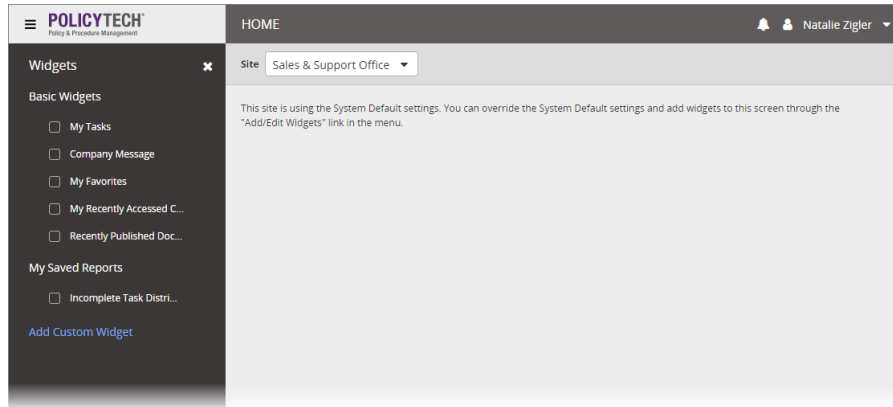 POLICYTECH
Policy & Procedure Management
HOME
Natalie Zigler
Widgets
Site
Sales & Support Office
Basic Widgets
This site is using the System Default settings. You can override the System Default settings and add widgets to this screen through the
"Add/Edit Widgets" link in the menu.
My Tasks
Company Message
My Favorites
My Recently Accessed C...
Recently Published Doc...
My Saved Reports
Incomplete Task Distri...
Add Custom Widget